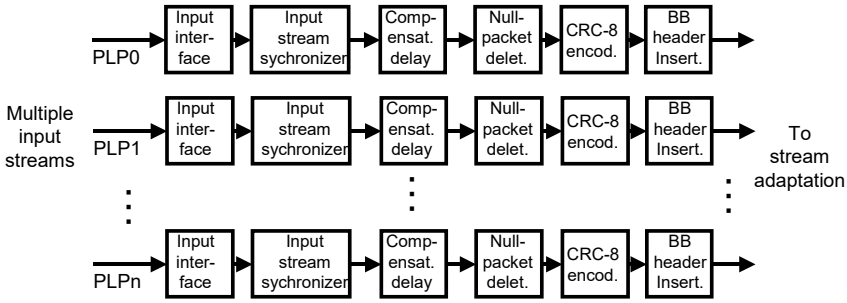 Input
inter-
face
Input
stream
sychronizer
Comp-
ensat.
delay
Null-
packet
delet.
CRC-8
encod.
BB
header
Insert.
PLP0
Multiple
input
streams
Input
inter-
face
Input
stream
sychronizer
Comp-
ensat.
delay
Null-
packet
delet.
CRC-8
encod.
BB
header
Insert.
PLP1
To
stream
adaptation
Input
inter-
face
Input
stream
sychronizer
Comp-
ensat.
delay
Null-
packet
delet.
CRC-8
encod.
BB
header
Insert.
PLPn